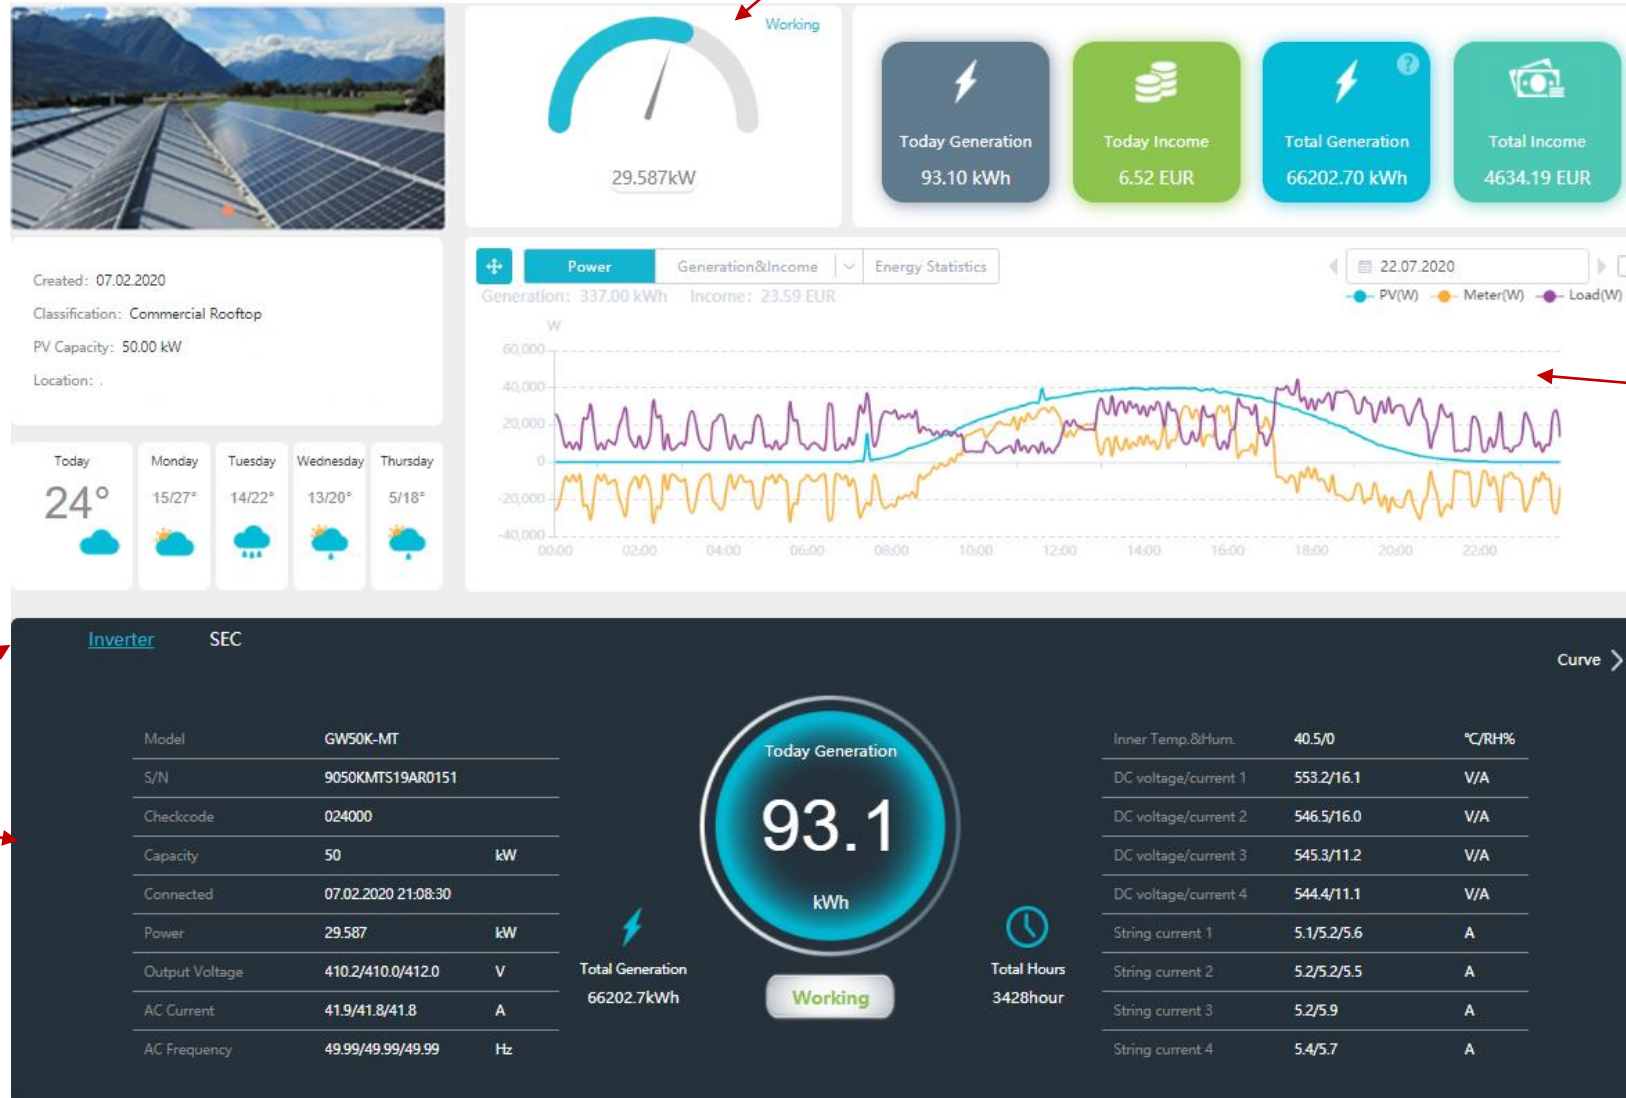 Working
29.587kW
Today Generation
93.10 kWh
Today Income
6.52 EUR
?
Total Generation
66202.70 kWh
Total Income
4634.19 EUR
Created: 07.02.2020
Classification: Commercial Rooftop
PV Capacity: 50.00 kW
Location: .
Power Generation&Income Energy Statistics
22.07.2020
Generation: 337.00 kWh Income: 23.59 EUR
PV(W) Meter(W) Load(W)
W
60,000
40,000
20,000
0
-20,000
-40,000
00:00 02:00 04:00 06:00 08:00 10:00 12:00 14:00 16:00 18:00 20:00 22:00
Today Monday Tuesday Wednesday Thursday
24° 15/27° 14/22° 13/20° 5/18°
Inverter SEC
Curve
Model GW50K-MT
S/N 9050KMTS19AR0151
Checkcode 024000
Capacity 50 kW
Connected 07.02.2020 21:08:30
Power 29.587 kW
Output Voltage 410.2/410.0/412.0 V
AC Current 41.9/41.8/41.8 A
AC Frequency 49.99/49.99/49.99 Hz
Today Generation
93.1
kWh
Total Generation
66202.7kWh
Working
Total Hours
3428hour
Inner Temp.&Hum. 40.5/0 °C/RH%
DC voltage/current 1 553.2/16.1 V/A
DC voltage/current 2 546.5/16.0 V/A
DC voltage/current 3 545.3/11.2 V/A
DC voltage/current 4 544.4/11.1 V/A
String current 1 5.1/5.2/5.6 A
String current 2 5.2/5.2/5.5 A
String current 3 5.2/5.9 A
String current 4 5.4/5.7 A